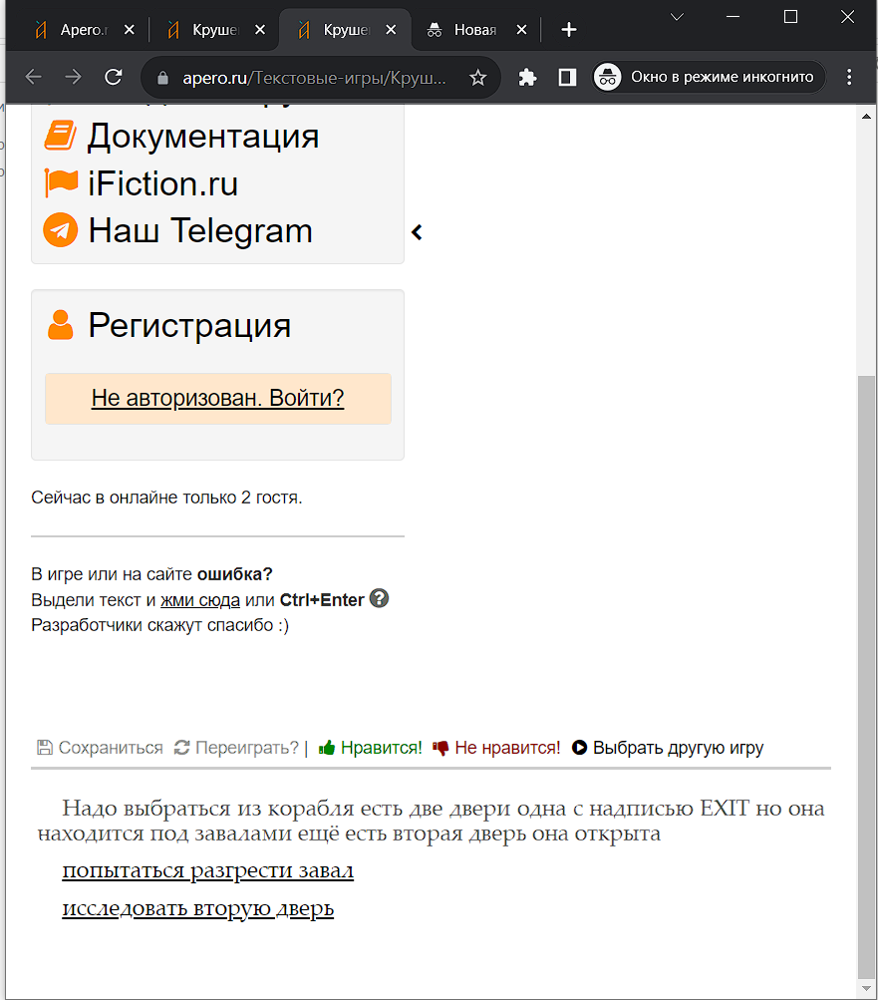 Apero.r
Круше
Круше
Новая
apero.ru/Текстовые-игры/Круш...
Окно в режиме инкогнито
Документация
iFiction.ru
Наш Telegram
Регистрация
Не авторизован. Войти?
Сейчас в онлайне только 2 гостя.
В игре или на сайте ошибка?
Выдели текст и жми сюда или Ctrl+Enter ?
Разработчики скажут спасибо :)
Сохраниться Переиграть? | Нравится! Не нравится! Выбрать другую игру
Надо выбраться из корабля есть две двери одна с надписью EXIT но она
находится под завалами ещё есть вторая дверь она открыта
попытаться разгрести завал
исследовать вторую дверь